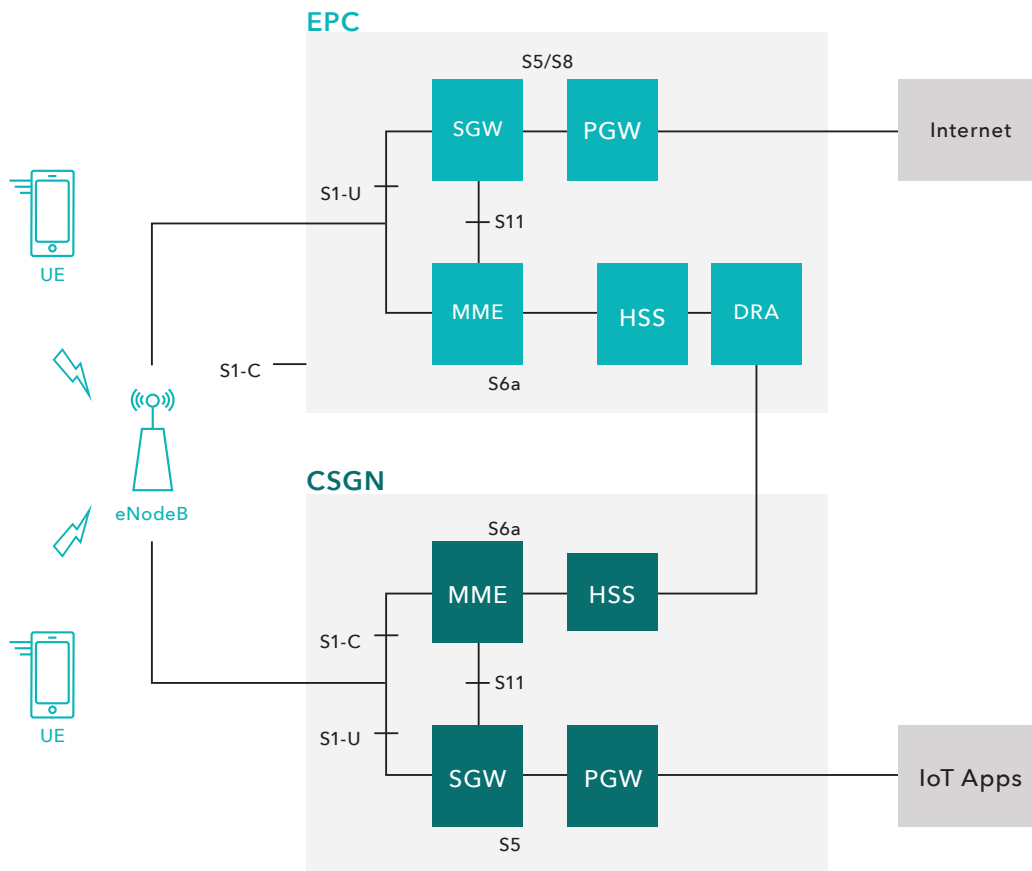 EPC
S5/S8
SGW
PGW
Internet
S1-U
S11
UE
MME
HSS
DRA
S1-C
S6a
CSGN
eNodeB
S6a
MME
HSS
S1-C
S11
UE
S1-U
SGW
PGW
IoT Apps
S5